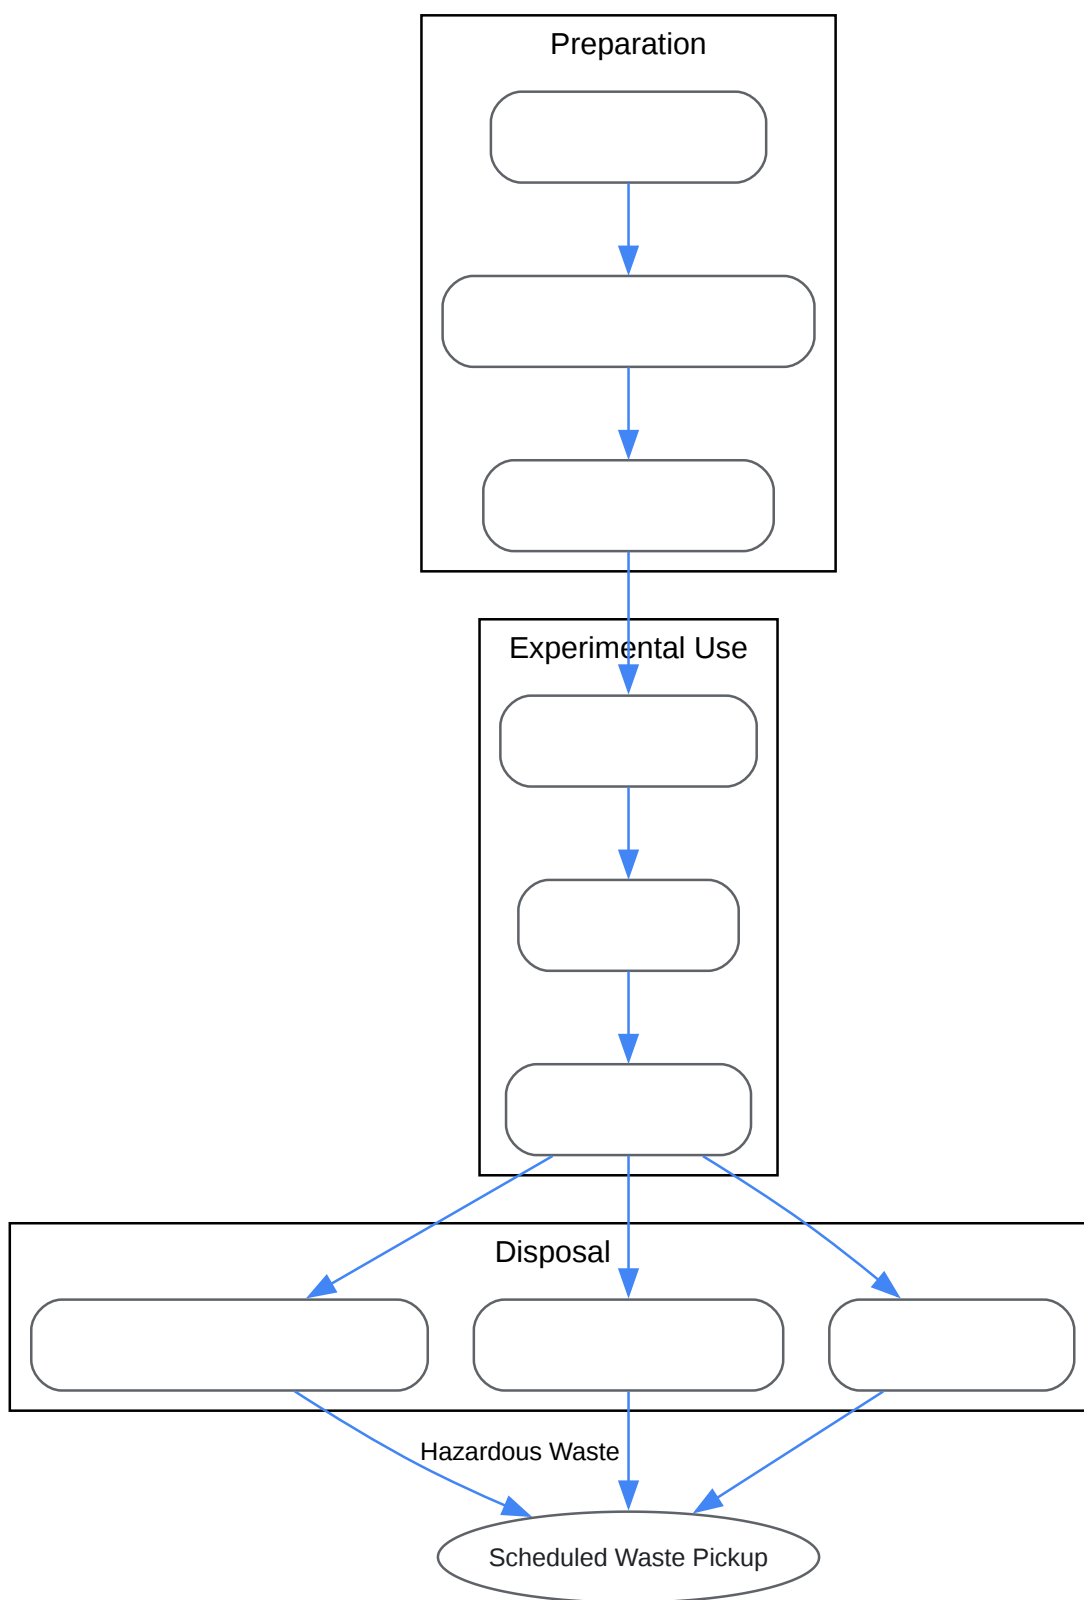 Preparation
Experimental Use
Disposal
Hazardous Waste
Scheduled Waste Pickup